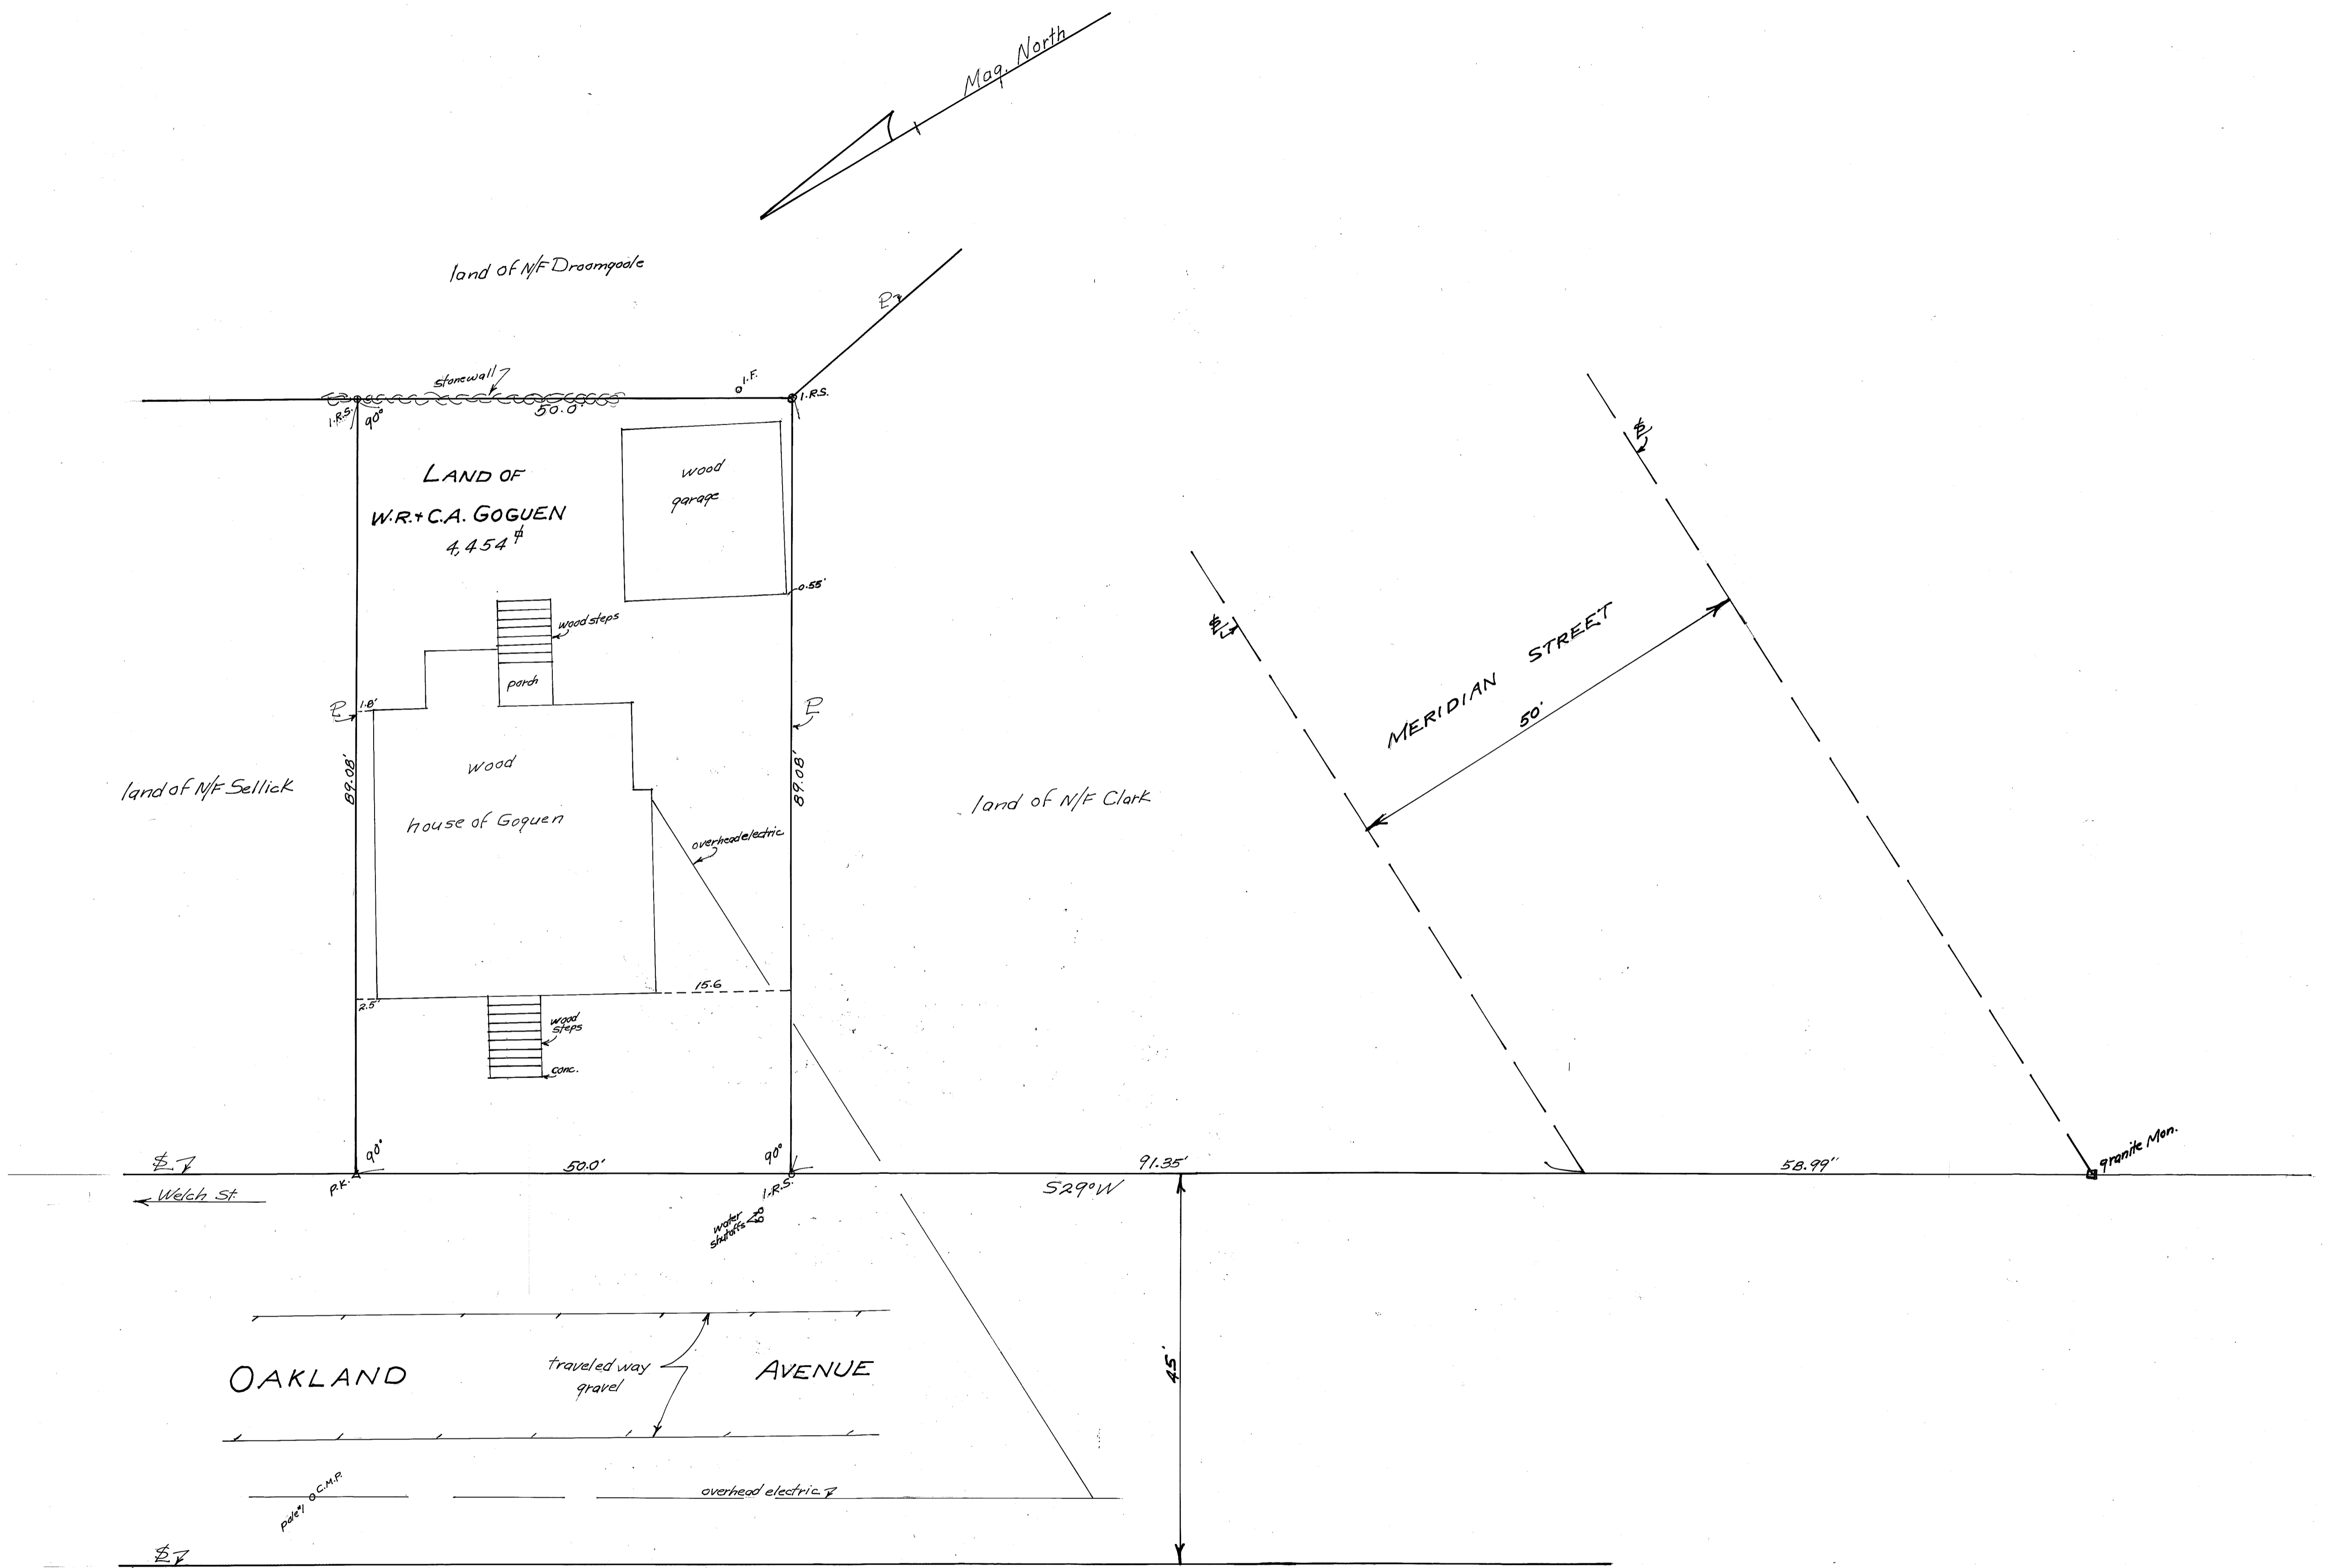 Mag. North
land of N/F Droomgoole
P
stonewall
I.F.
I.R.S.
I.R.S.
90°
50.0'
LAND OF
W.R. + C.A. GOGUEN
4,454
wood
garage
0.55'
wood steps
porch
1.8'
P
P
89.08'
89.08'
wood
house of Goguen
land of N/F Sellick
overhead electric
land of N/F Clark
MERIDIAN STREET
50'
2.5'
15.6
wood
steps
conc.
90°
90°
50.0'
91.35'
58.99"
granite Mon.
Welch St.
P.K.
I.R.S.
S29°W
water
shutoffs
45'
OAKLAND AVENUE
traveled way
gravel
C.M.P.
pole #1
overhead electric